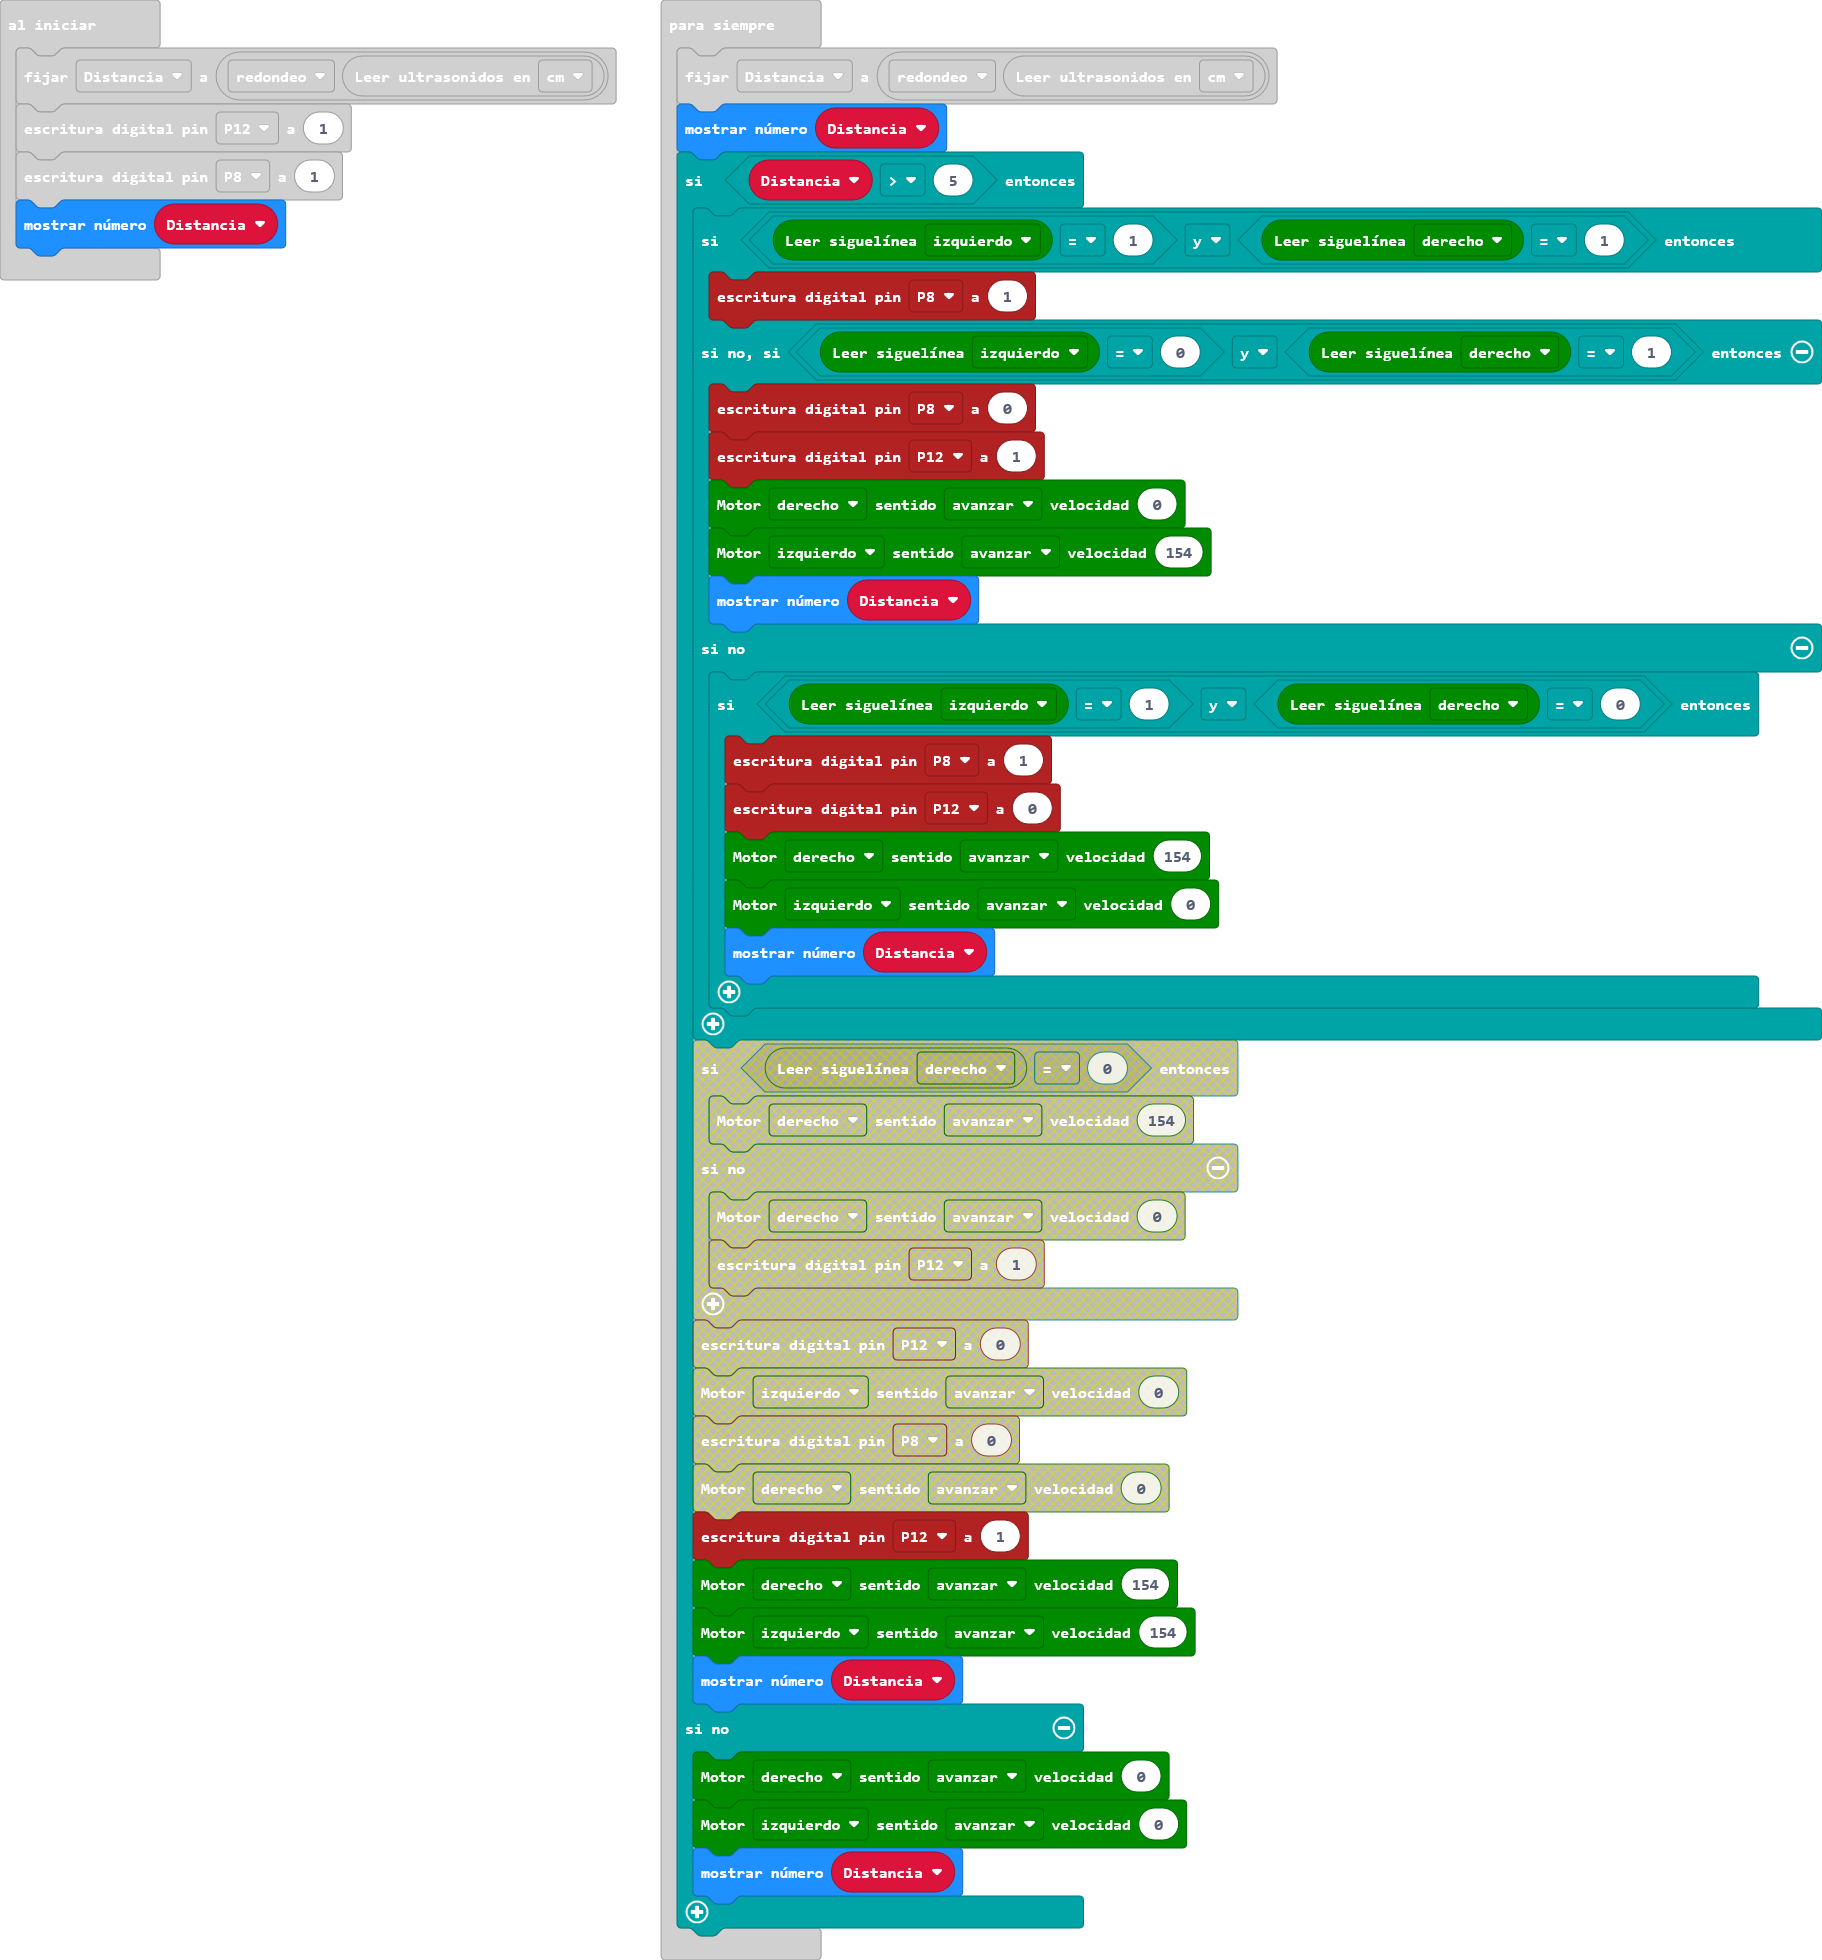 al iniciar
fijar Distancia a redondeo Leer ultrasonidos en cm
escritura digital pin P12 a 1
escritura digital pin P8 a 1
mostrar número Distancia
para siempre
fijar Distancia a redondeo Leer ultrasonidos en cm
mostrar número Distancia
si Distancia > 5 entonces
si Leer siguelínea izquierdo = 1 y Leer siguelínea derecho = 1 entonces
escritura digital pin P8 a 1
si no, si Leer siguelínea izquierdo = 0 y Leer siguelínea derecho = 1 entonces
escritura digital pin P8 a 0
escritura digital pin P12 a 1
Motor derecho sentido avanzar velocidad 0
Motor izquierdo sentido avanzar velocidad 154
mostrar número Distancia
si no
si Leer siguelínea izquierdo = 1 y Leer siguelínea derecho = 0 entonces
escritura digital pin P8 a 1
escritura digital pin P12 a 0
Motor derecho sentido avanzar velocidad 154
Motor izquierdo sentido avanzar velocidad 0
mostrar número Distancia
si Leer siguelínea derecho = 0 entonces
Motor derecho sentido avanzar velocidad 154
si no
Motor derecho sentido avanzar velocidad 0
escritura digital pin P12 a 1
escritura digital pin P12 a 0
Motor izquierdo sentido avanzar velocidad 0
escritura digital pin P8 a 0
Motor derecho sentido avanzar velocidad 0
escritura digital pin P12 a 1
Motor derecho sentido avanzar velocidad 154
Motor izquierdo sentido avanzar velocidad 154
mostrar número Distancia
si no
Motor derecho sentido avanzar velocidad 0
Motor izquierdo sentido avanzar velocidad 0
mostrar número Distancia